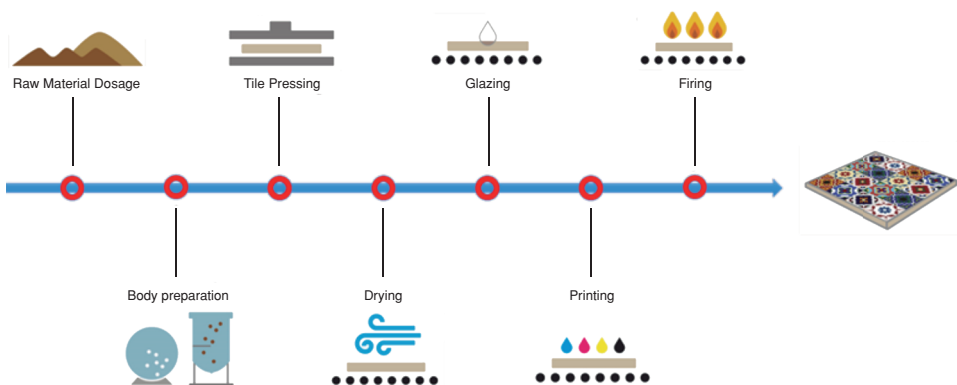 Raw Material Dosage
Tile Pressing
Glazing
Firing
Body preparation
Drying
Printing